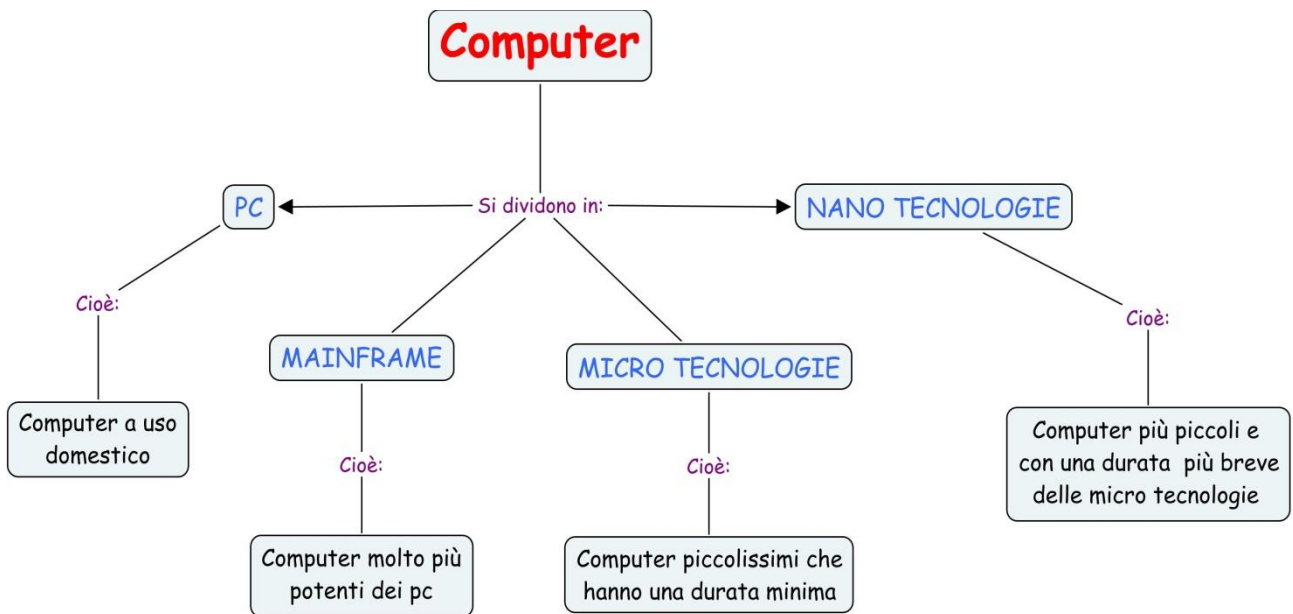 Computer
PC
Si dividono in:
NANO TECNOLOGIE
Cioè:
Cioè:
MAINFRAME
MICRO TECNOLOGIE
Computer a uso
domestico
Computer più piccoli e
con una durata più breve
delle micro tecnologie
Cioè:
Cioè:
Computer molto più
potenti dei pc
Computer piccolissimi che
hanno una durata minima